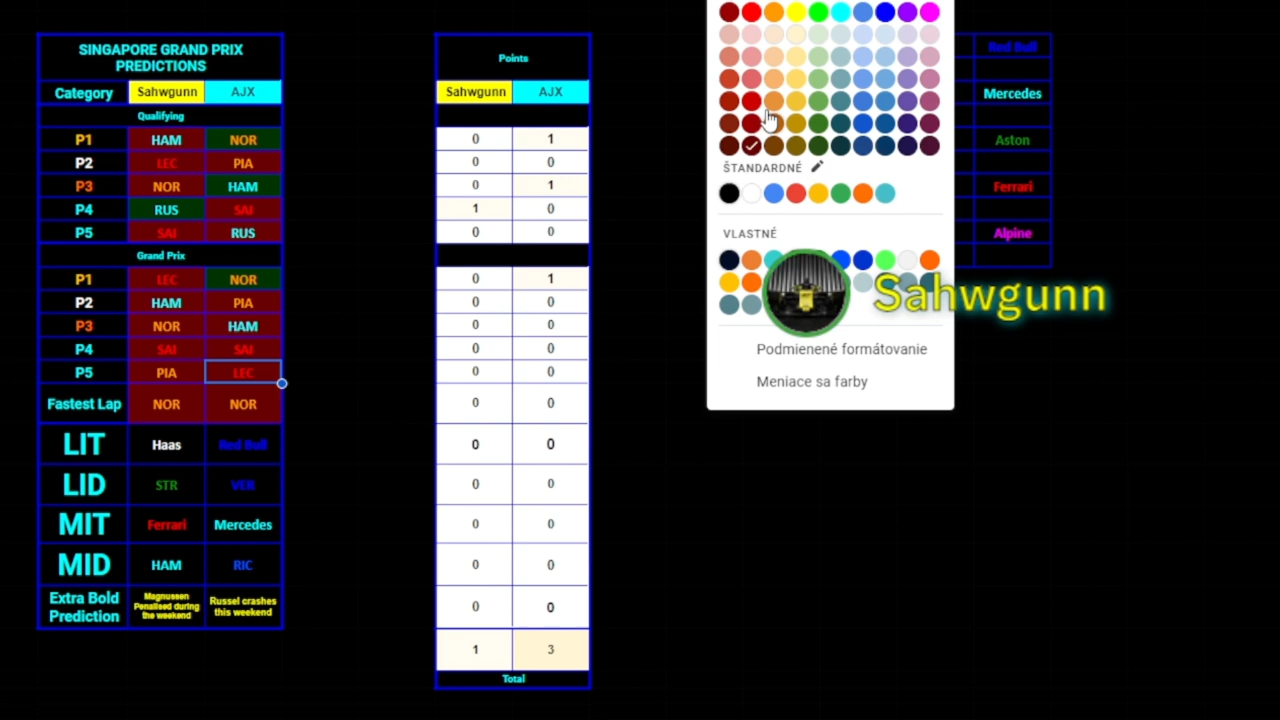 SINGAPORE GRAND PRIX
PREDICTIONS
Category Sahwgunn AJX
Qualifying
P1 HAM NOR
P2 LEC PIA
P3 NOR HAM
P4 RUS SAI
P5 SAI RUS
Grand Prix
P1 LEC NOR
P2 HAM PIA
P3 NOR HAM
P4 SAI SAI
P5 PIA LEC
Fastest Lap NOR NOR
LIT Haas Red Bull
LID STR VER
MIT Ferrari Mercedes
MID HAM RIC
Extra Bold
Prediction
Magnussen
Penalised during
the weekend
Russel crashes
this weekend
Points
Sahwgunn AJX
0 1
0 0
0 1
1 0
0 0
0 1
0 0
0 0
0 0
0 0
0 0
0 0
0 0
0 0
0 0
0 0
1 3
Total
ŠTANDARDNÉ
VLASTNÉ
Podmienené formátovanie
Meniace sa farby
Sahwgunn
Red Bull
Mercedes
Aston
Ferrari
Alpine